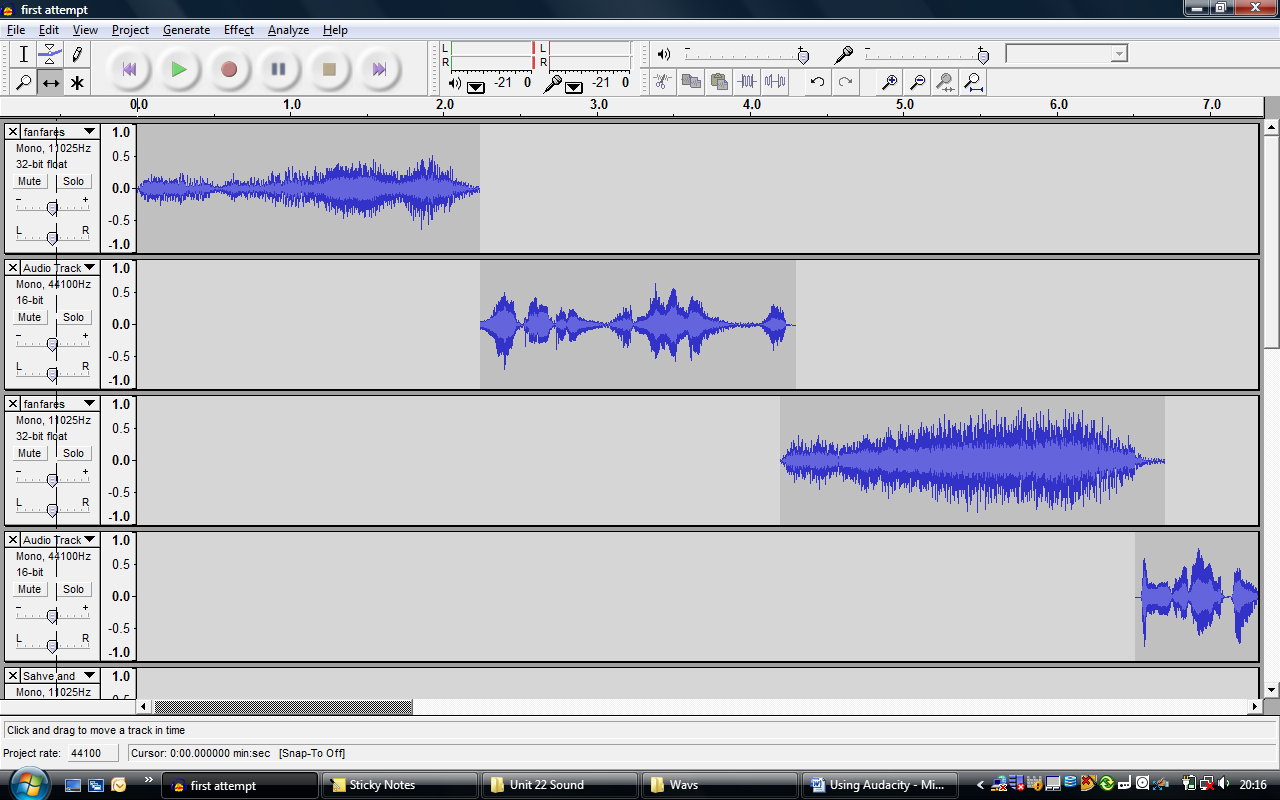 first attempt
File Edit View Project Generate Effect Analyze Help
L L
R R
-21 0 -21 0
0.0 1.0 2.0 3.0 4.0 5.0 6.0 7.0
fanfares
Mono, 11025Hz
32-bit float
Mute Solo
- +
L R
1.0
0.5
0.0
-0.5
-1.0
Audio Track
Mono, 44100Hz
16-bit
Mute Solo
- +
L R
1.0
0.5
0.0
-0.5
-1.0
fanfares
Mono, 11025Hz
32-bit float
Mute Solo
- +
L R
1.0
0.5
0.0
-0.5
-1.0
Audio Track
Mono, 44100Hz
16-bit
Mute Solo
- +
L R
1.0
0.5
0.0
-0.5
-1.0
Sahve and
Mono, 11025Hz
1.0
Click and drag to move a track in time
Project rate: 44100 Cursor: 0:00.000000 min:sec [Snap-To Off]
first attempt Sticky Notes Unit 22 Sound Wavs Using Audacity - Mi... 20:16